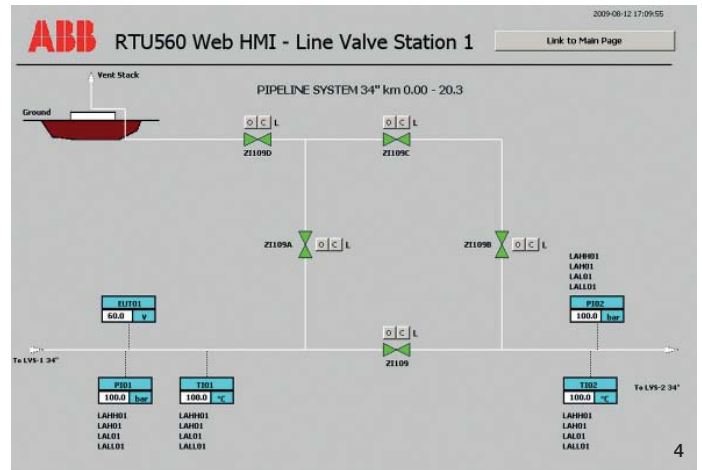 2009-08-12 17:09:55
ABB RTU560 Web HMI - Line Valve Station 1
Link to Main Page
Vent Stack
PIPELINE SYSTEM 34" km 0.00 - 20.3
Ground
O C L
O C L
ZI109D
ZI109C
ZI109A
O C L
ZI109B
O C L
LAHH01
LAH01
LAL01
LALL01
EUT01
60.0 V
PI02
100.0 bar
O C L
To LVS-1 34"
ZI109
PI01
100.0 bar
TI01
100.0 °C
TI02
100.0 °C
To LVS-2 34"
LAHH01
LAH01
LAL01
LALL01
LAHH01
LAH01
LAL01
LALL01
LAHH01
LAH01
LAL01
LALL01
4